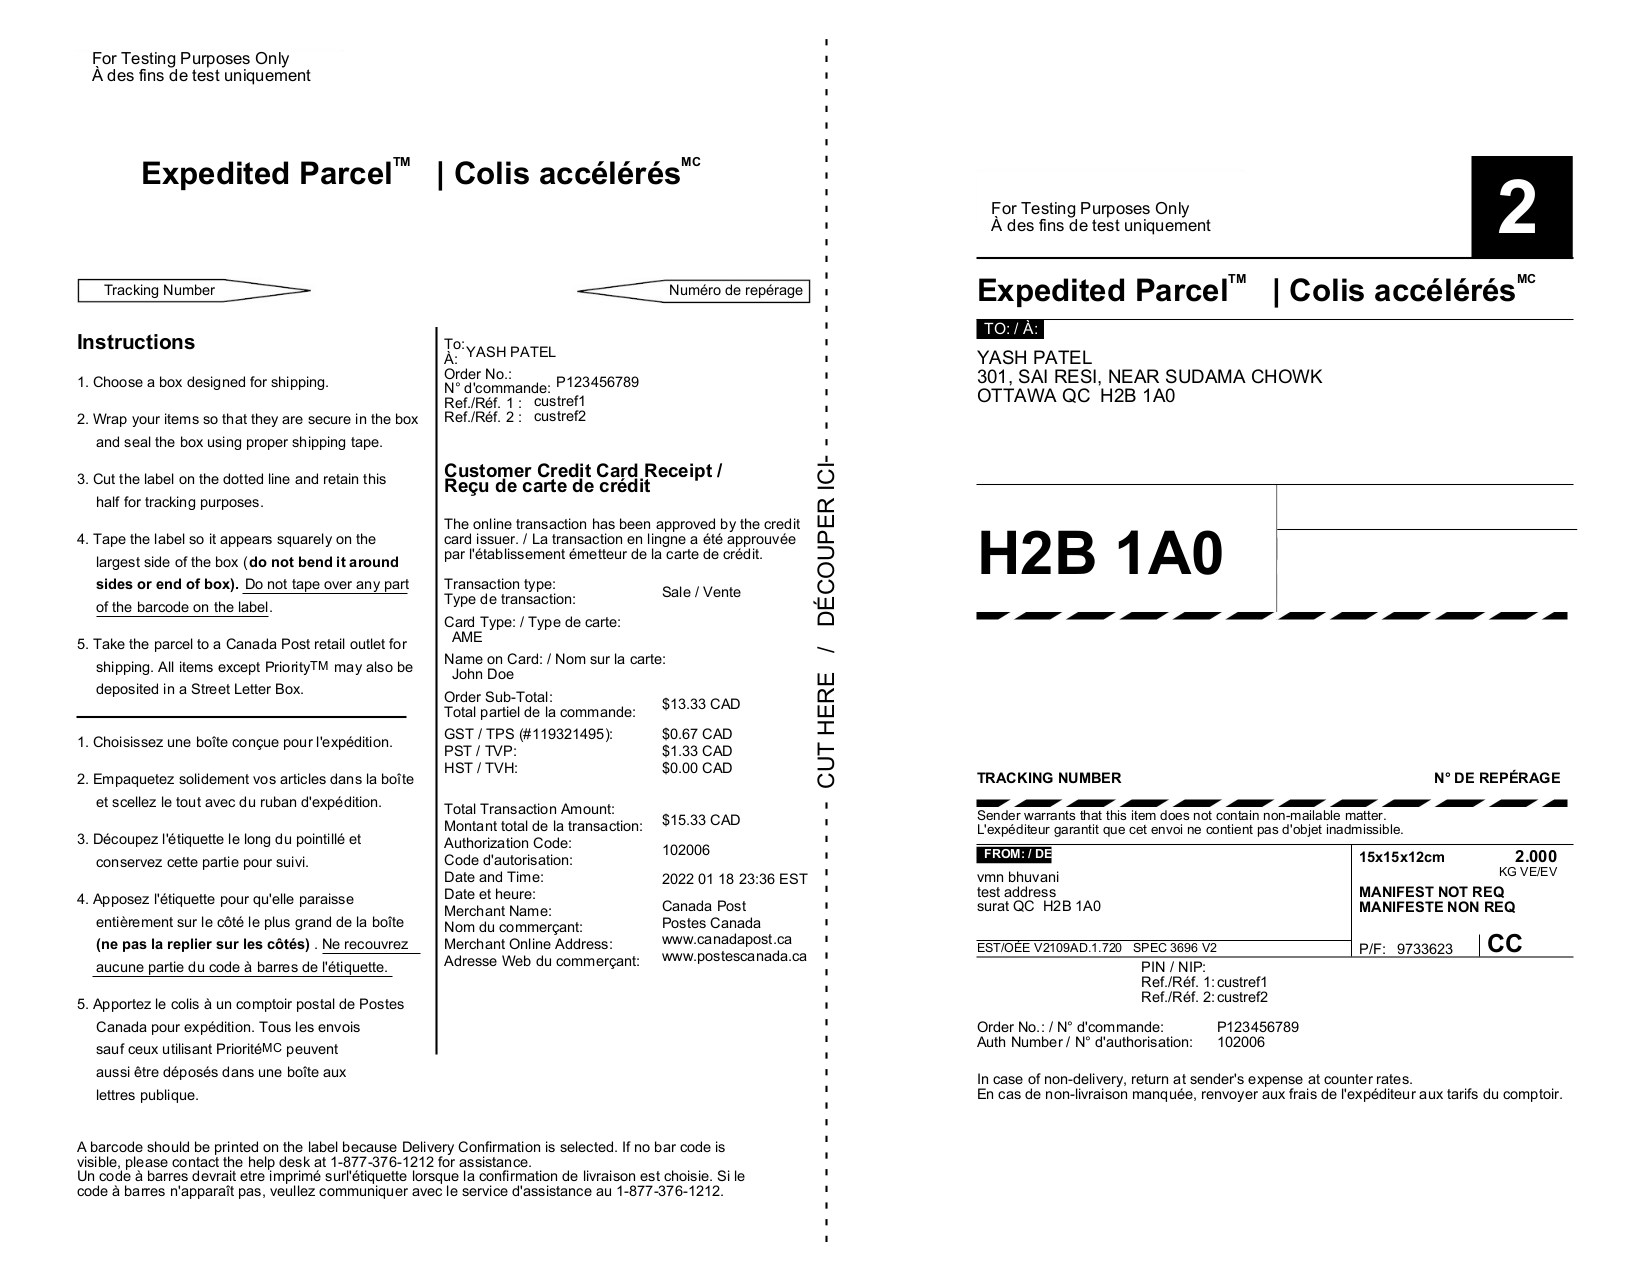 For Testing Purposes Only
À des fins de test uniquement
Expedited Parcel™ | Colis accélérésMC
Tracking Number
Numéro de repérage
Instructions
1. Choose a box designed for shipping.
2. Wrap your items so that they are secure in the box
and seal the box using proper shipping tape.
3. Cut the label on the dotted line and retain this
half for tracking purposes.
4. Tape the label so it appears squarely on the
largest side of the box (do not bend it around
sides or end of box). Do not tape over any part
of the barcode on the label.
5. Take the parcel to a Canada Post retail outlet for
shipping. All items except Priority™ may also be
deposited in a Street Letter Box.
1. Choisissez une boîte conçue pour l'expédition.
2. Empaquetez solidement vos articles dans la boîte
et scellez le tout avec du ruban d'expédition.
3. Découpez l'étiquette le long du pointillé et
conservez cette partie pour suivi.
4. Apposez l'étiquette pour qu'elle paraisse
entièrement sur le côté le plus grand de la boîte
(ne pas la replier sur les côtés) . Ne recouvrez
aucune partie du code à barres de l'étiquette.
5. Apportez le colis à un comptoir postal de Postes
Canada pour expédition. Tous les envois
sauf ceux utilisant PrioritéMC peuvent
aussi être déposés dans une boîte aux
lettres publique.
To:
À: YASH PATEL
Order No.:
N° d'commande: P123456789
Ref./Réf. 1 : custref1
Ref./Réf. 2 : custref2
Customer Credit Card Receipt /
Reçu de carte de crédit
The online transaction has been approved by the credit
card issuer. / La transaction en lingne a été approuvée
par l'établissement émetteur de la carte de crédit.
Transaction type:
Type de transaction: Sale / Vente
Card Type: / Type de carte:
AME
Name on Card: / Nom sur la carte:
John Doe
Order Sub-Total:
Total partiel de la commande: $13.33 CAD
GST / TPS (#119321495): $0.67 CAD
PST / TVP: $1.33 CAD
HST / TVH: $0.00 CAD
Total Transaction Amount:
Montant total de la transaction: $15.33 CAD
Authorization Code:
Code d'autorisation: 102006
Date and Time:
Date et heure: 2022 01 18 23:36 EST
Merchant Name: Canada Post
Nom du commerçant: Postes Canada
Merchant Online Address: www.canadapost.ca
Adresse Web du commerçant: www.postescanada.ca
A barcode should be printed on the label because Delivery Confirmation is selected. If no bar code is
visible, please contact the help desk at 1-877-376-1212 for assistance.
Un code à barres devrait etre imprimé surl'étiquette lorsque la confirmation de livraison est choisie. Si le
code à barres n'apparaît pas, veullez communiquer avec le service d'assistance au 1-877-376-1212.
CUT HERE / DÉCOUPER ICI
For Testing Purposes Only
À des fins de test uniquement
2
Expedited Parcel™ | Colis accélérésMC
TO: / À:
YASH PATEL
301, SAI RESI, NEAR SUDAMA CHOWK
OTTAWA QC H2B 1A0
H2B 1A0
TRACKING NUMBER N° DE REPÉRAGE
Sender warrants that this item does not contain non-mailable matter.
L'expéditeur garantit que cet envoi ne contient pas d'objet inadmissible.
FROM: / DE
vmn bhuvani
test address
surat QC H2B 1A0
EST/OÉE V2109AD.1.720 SPEC 3696 V2
15x15x12cm 2.000
KG VE/EV
MANIFEST NOT REQ
MANIFESTE NON REQ
P/F: 9733623 CC
PIN / NIP:
Ref./Réf. 1: custref1
Ref./Réf. 2: custref2
Order No.: / N° d'commande: P123456789
Auth Number / N° d'authorisation: 102006
In case of non-delivery, return at sender's expense at counter rates.
En cas de non-livraison manquée, renvoyer aux frais de l'expéditeur aux tarifs du comptoir.